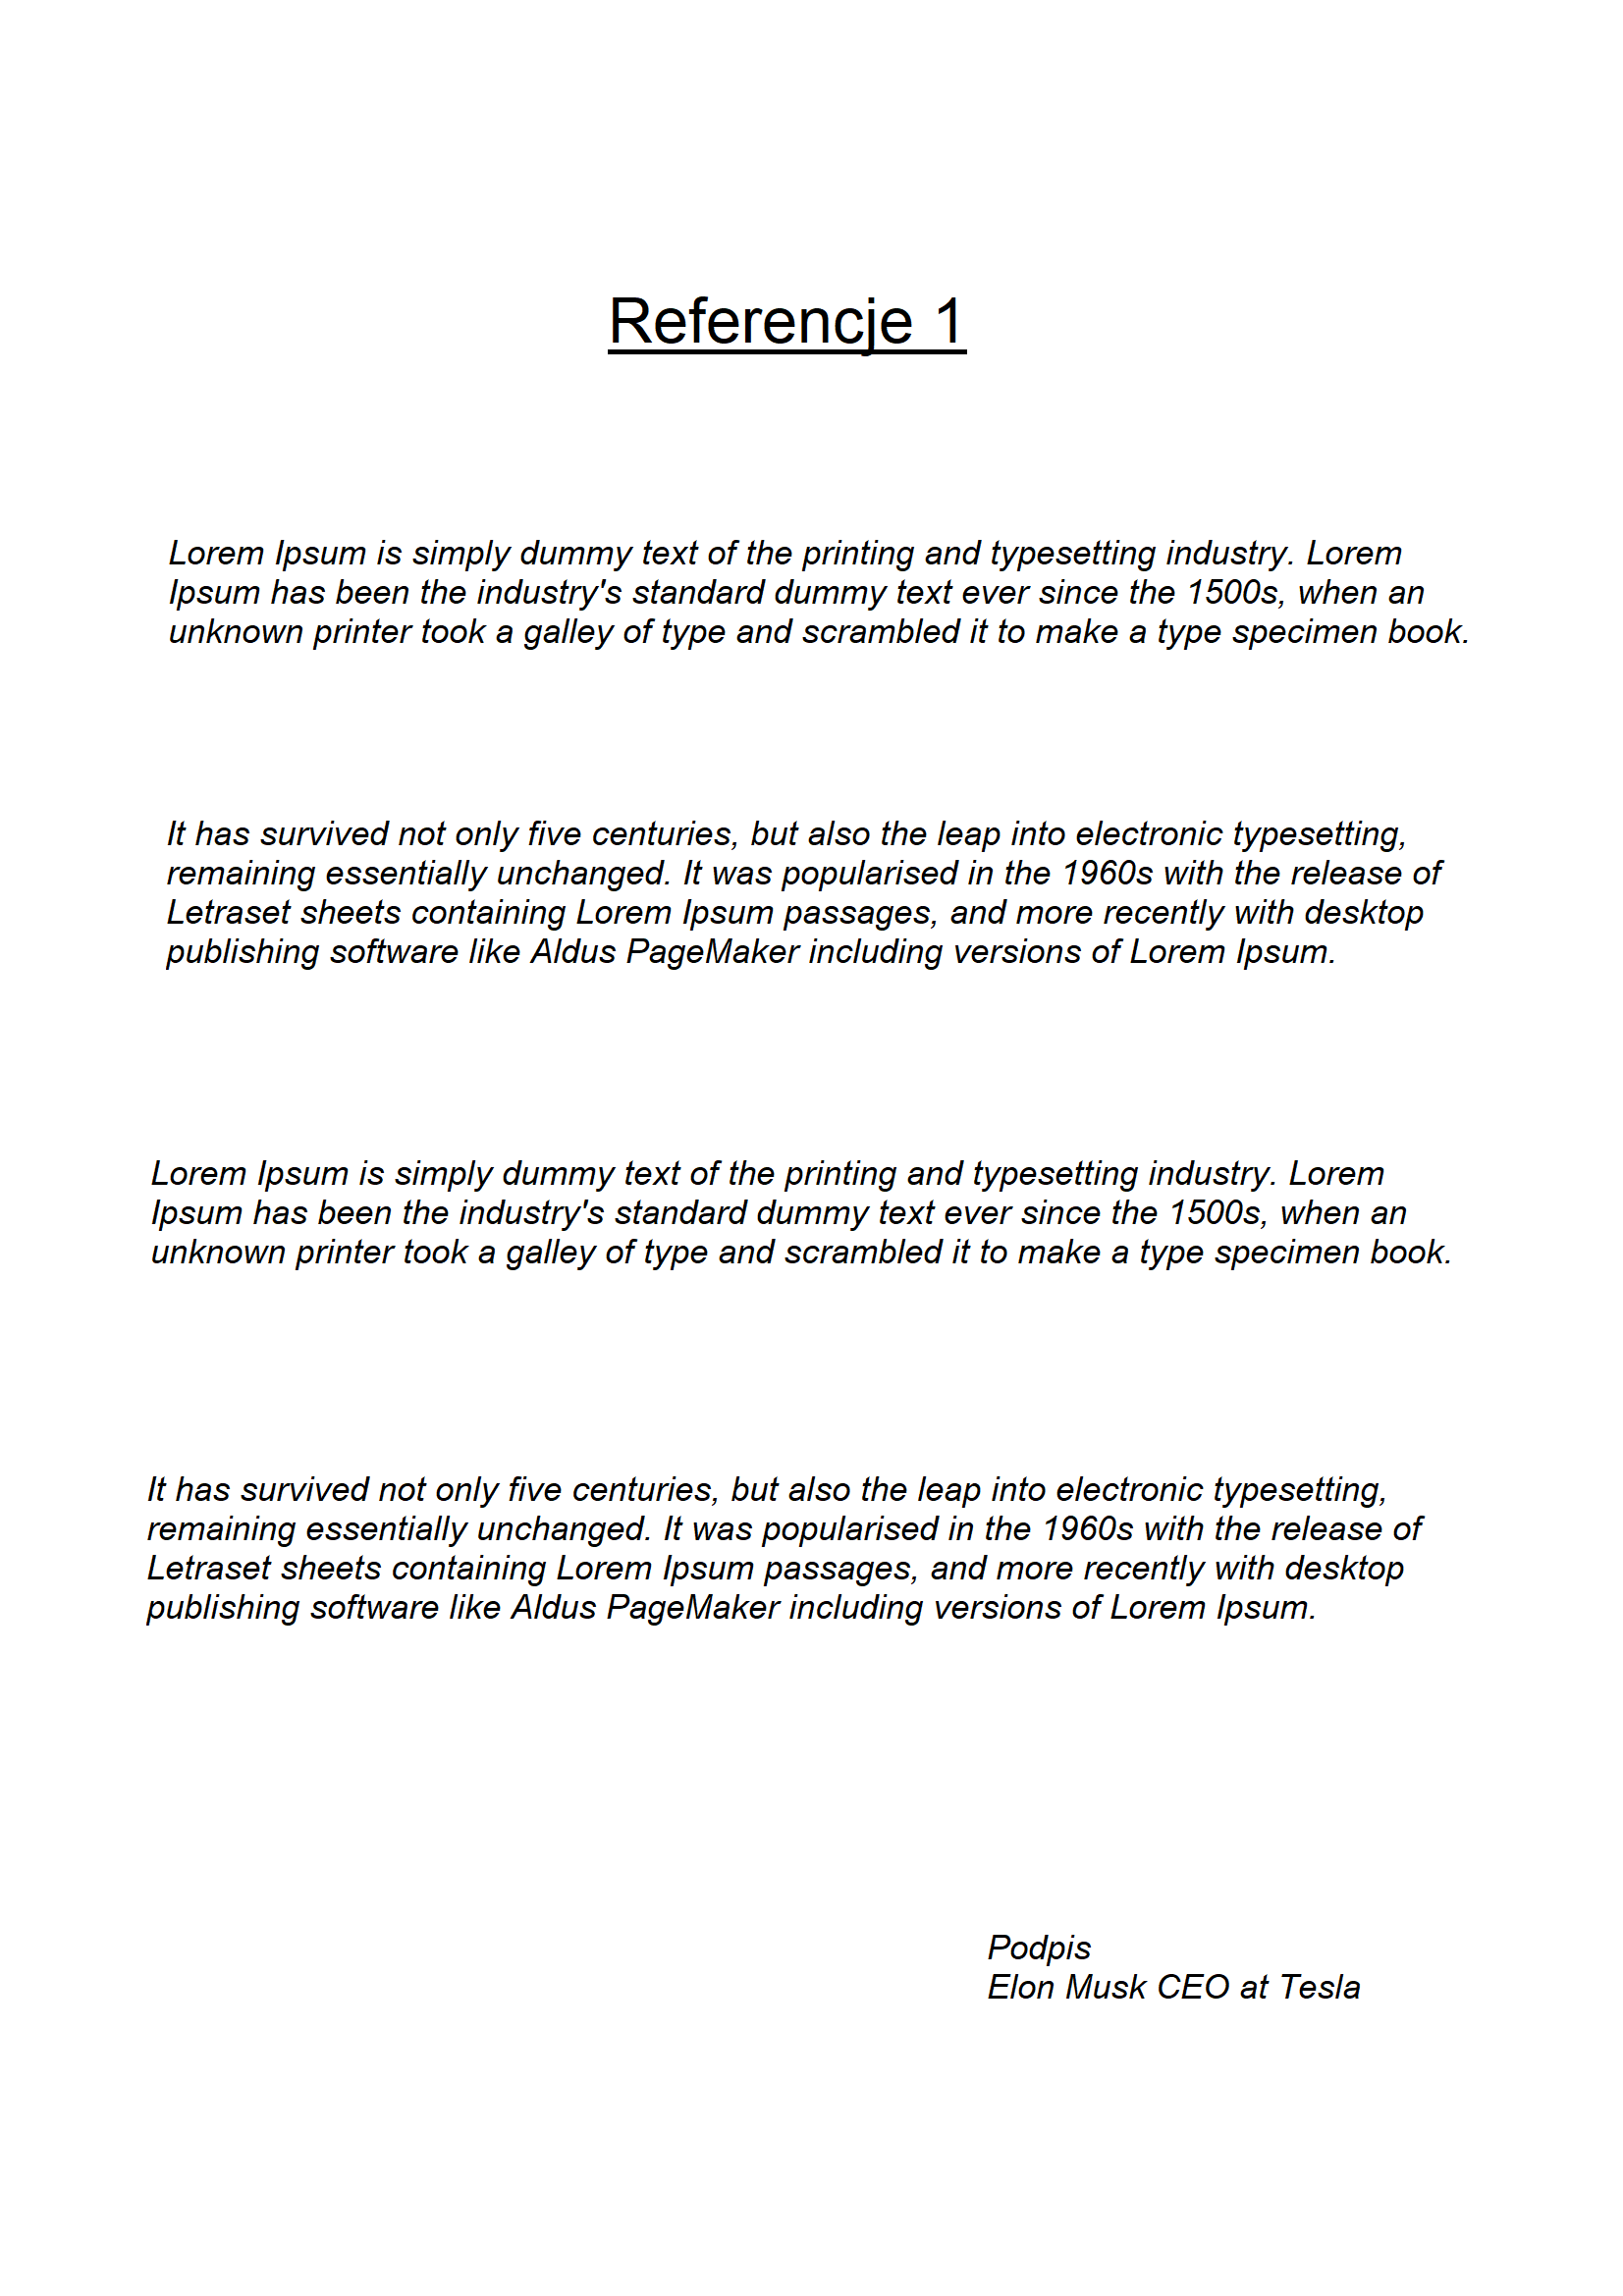 Referencje 1
Lorem Ipsum is simply dummy text of the printing and typesetting industry. Lorem
Ipsum has been the industry's standard dummy text ever since the 1500s, when an
unknown printer took a galley of type and scrambled it to make a type specimen book.
It has survived not only five centuries, but also the leap into electronic typesetting,
remaining essentially unchanged. It was popularised in the 1960s with the release of
Letraset sheets containing Lorem Ipsum passages, and more recently with desktop
publishing software like Aldus PageMaker including versions of Lorem Ipsum.
Lorem Ipsum is simply dummy text of the printing and typesetting industry. Lorem
Ipsum has been the industry's standard dummy text ever since the 1500s, when an
unknown printer took a galley of type and scrambled it to make a type specimen book.
It has survived not only five centuries, but also the leap into electronic typesetting,
remaining essentially unchanged. It was popularised in the 1960s with the release of
Letraset sheets containing Lorem Ipsum passages, and more recently with desktop
publishing software like Aldus PageMaker including versions of Lorem Ipsum.
Podpis
Elon Musk CEO at Tesla